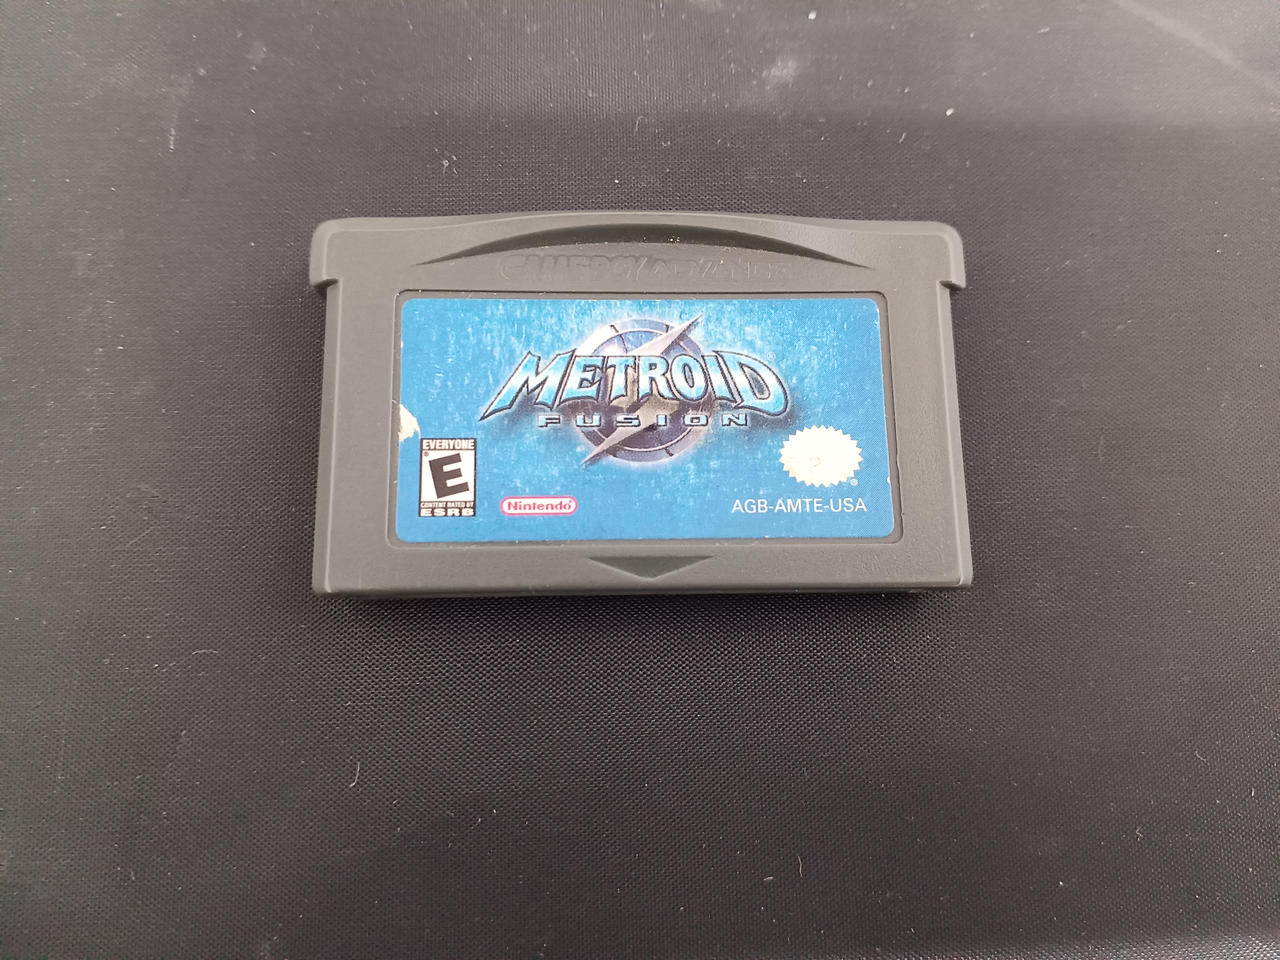 GAME BOY ADVANCE
METROID
FUSION
EVERYONE
E
CONTENT RATED BY
ESRB
Nintendo
AGB-AMTE-USA